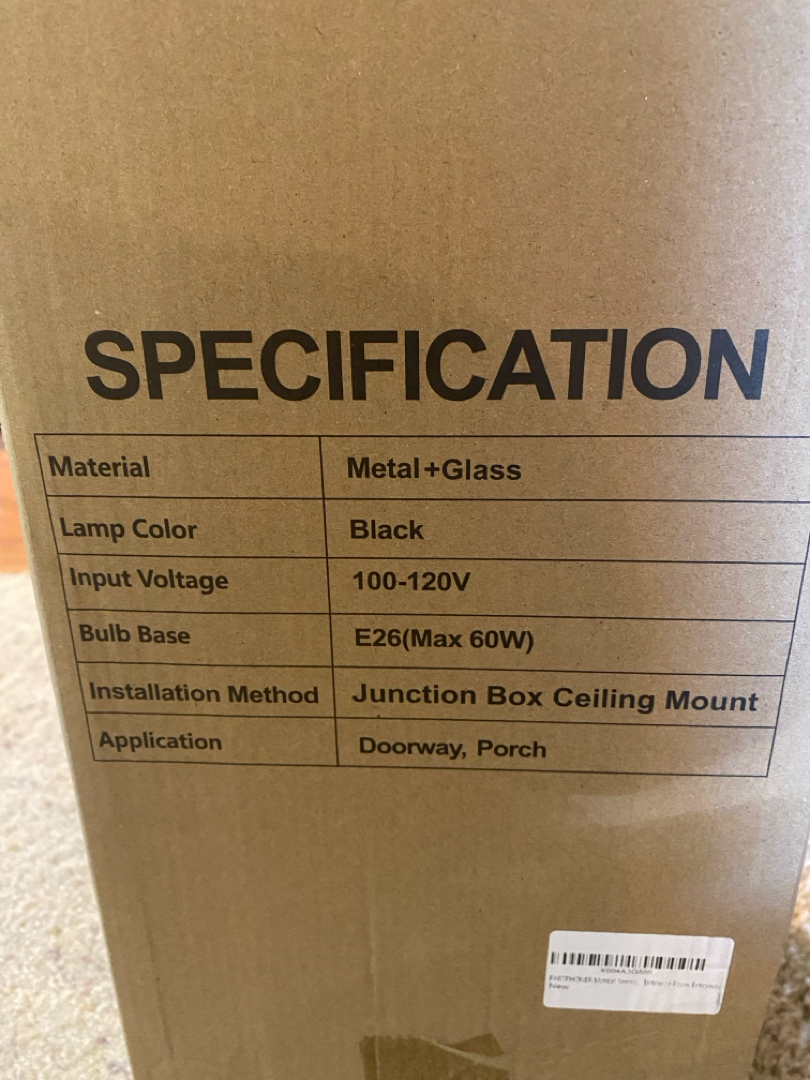 SPECIFICATION
Material Metal+Glass
Lamp Color Black
Input Voltage 100-120V
Bulb Base E26(Max 60W)
Installation Method Junction Box Ceiling Mount
Application Doorway, Porch
New